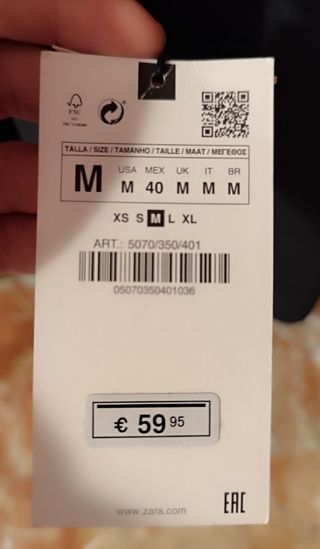 FSC
TALLA / SIZE / TAMANHO / TAILLE / MAAT / ΜΕΓΕΘΟΣ
M
USA MEX UK IT BR
M 40 M M M
XS S M L XL
ART.: 5070/350/401
05070350401036
€ 59 95
www.zara.com
EAC